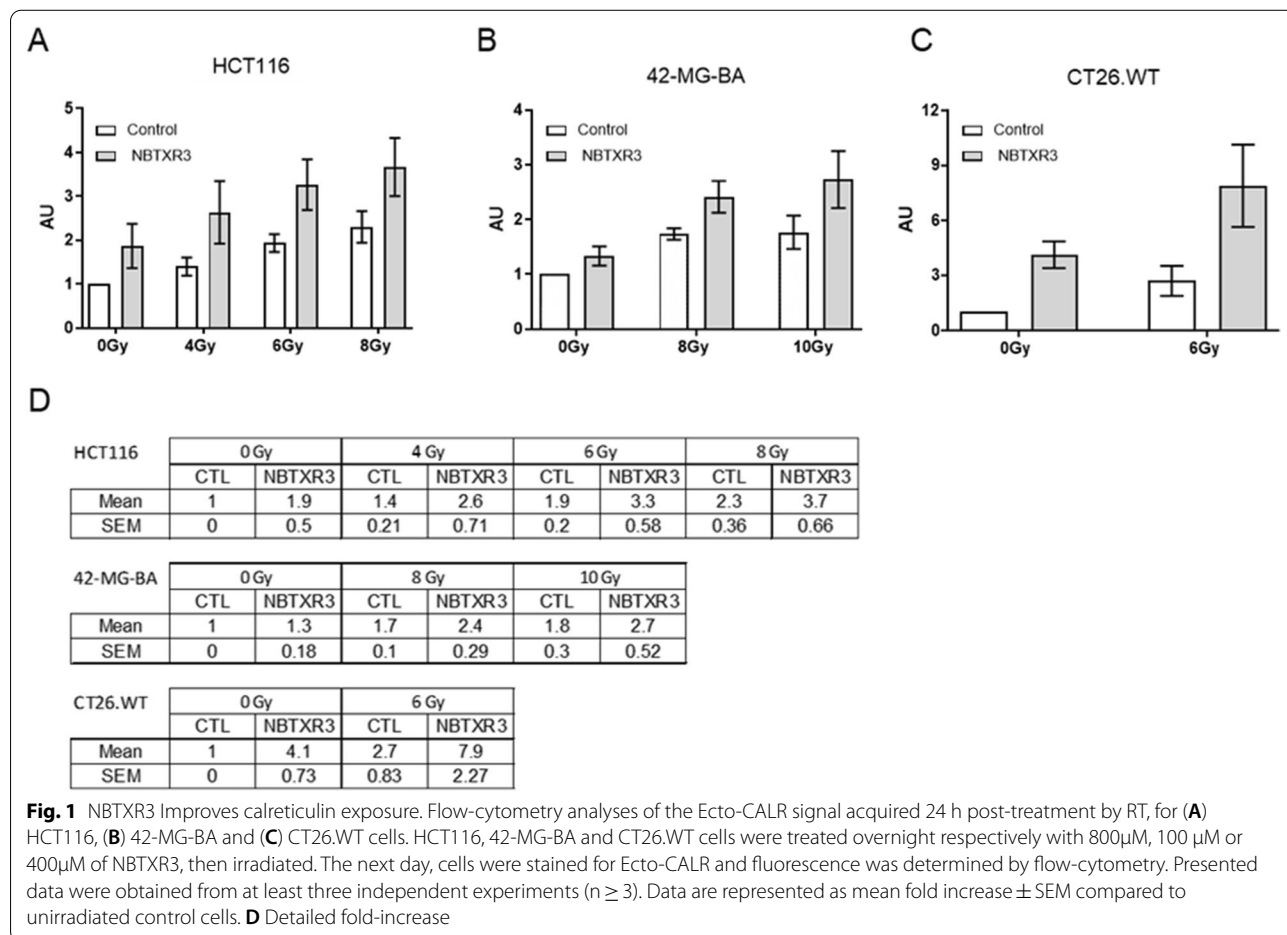 A
HCT116
5
4
3
2
1
0
AU
Control
NBTXR3
0Gy 4Gy 6Gy 8Gy
B
42-MG-BA
4
3
2
1
0
AU
Control
NBTXR3
0Gy 8Gy 10Gy
C
CT26.WT
12
9
6
3
0
AU
Control
NBTXR3
0Gy 6Gy
D
HCT116 0 Gy 4 Gy 6 Gy 8 Gy
CTL NBTXR3 CTL NBTXR3 CTL NBTXR3 CTL NBTXR3
Mean 1 1.9 1.4 2.6 1.9 3.3 2.3 3.7
SEM 0 0.5 0.21 0.71 0.2 0.58 0.36 0.66
42-MG-BA 0 Gy 8 Gy 10 Gy
CTL NBTXR3 CTL NBTXR3 CTL NBTXR3
Mean 1 1.3 1.7 2.4 1.8 2.7
SEM 0 0.18 0.1 0.29 0.3 0.52
CT26.WT 0 Gy 6 Gy
CTL NBTXR3 CTL NBTXR3
Mean 1 4.1 2.7 7.9
SEM 0 0.73 0.83 2.27
Fig. 1 NBTXR3 Improves calreticulin exposure. Flow-cytometry analyses of the Ecto-CALR signal acquired 24 h post-treatment by RT, for (A)
HCT116, (B) 42-MG-BA and (C) CT26.WT cells. HCT116, 42-MG-BA and CT26.WT cells were treated overnight respectively with 800μM, 100 μM or
400μM of NBTXR3, then irradiated. The next day, cells were stained for Ecto-CALR and fluorescence was determined by flow-cytometry. Presented
data were obtained from at least three independent experiments (n ≥ 3). Data are represented as mean fold increase ± SEM compared to
unirradiated control cells. D Detailed fold-increase